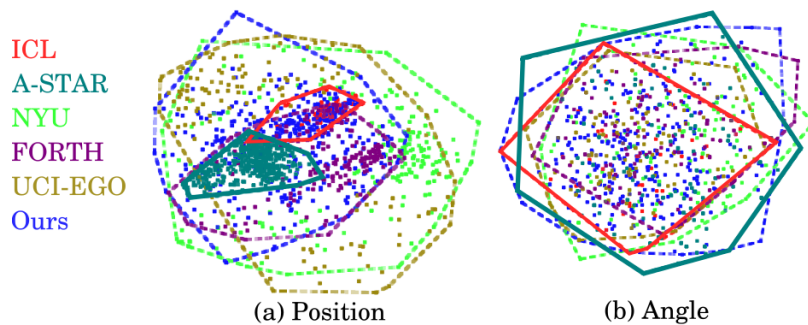 ICL
A-STAR
NYU
FORTH
UCI-EGO
Ours
(a) Position
(b) Angle